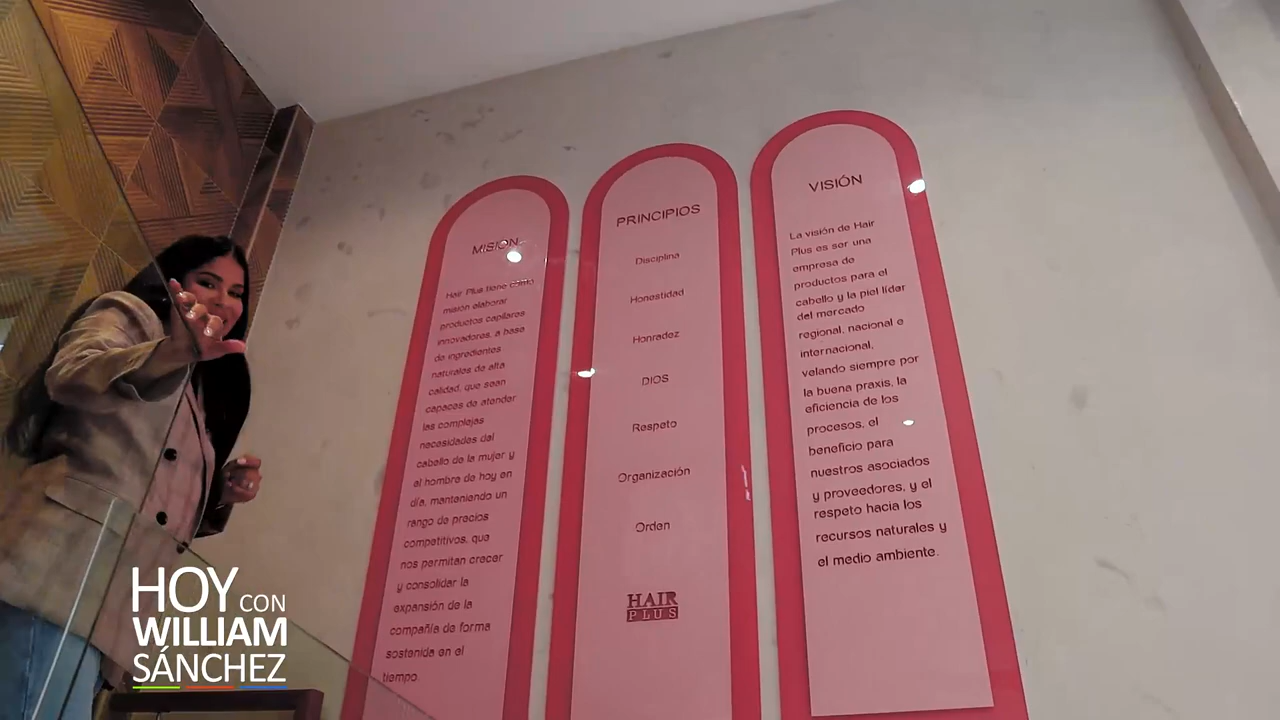 MISIÓN
Hair Plus tiene como
misión elaborar
productos capilares
innovadores, a base
de ingredientes
naturales de alta
calidad, que sean
capaces de atender
las complejas
necesidades del
cabello de la mujer y
el hombre de hoy en
día, manteniendo un
rango de precios
competitivos, que
nos permitan crecer
y consolidar la
expansión de la
compañía de forma
sostenida en el
tiempo.
PRINCIPIOS
Disciplina
Honestidad
Honradez
DIOS
Respeto
Organización
Orden
HAIR
PLUS
VISIÓN
La visión de Hair
Plus es ser una
empresa de
productos para el
cabello y la piel líder
del mercado
regional, nacional e
internacional,
velando siempre por
la buena praxis, la
eficiencia de los
procesos, el
beneficio para
nuestros asociados
y proveedores, y el
respeto hacia los
recursos naturales y
el medio ambiente.
HOY CON
WILLIAM
SÁNCHEZ